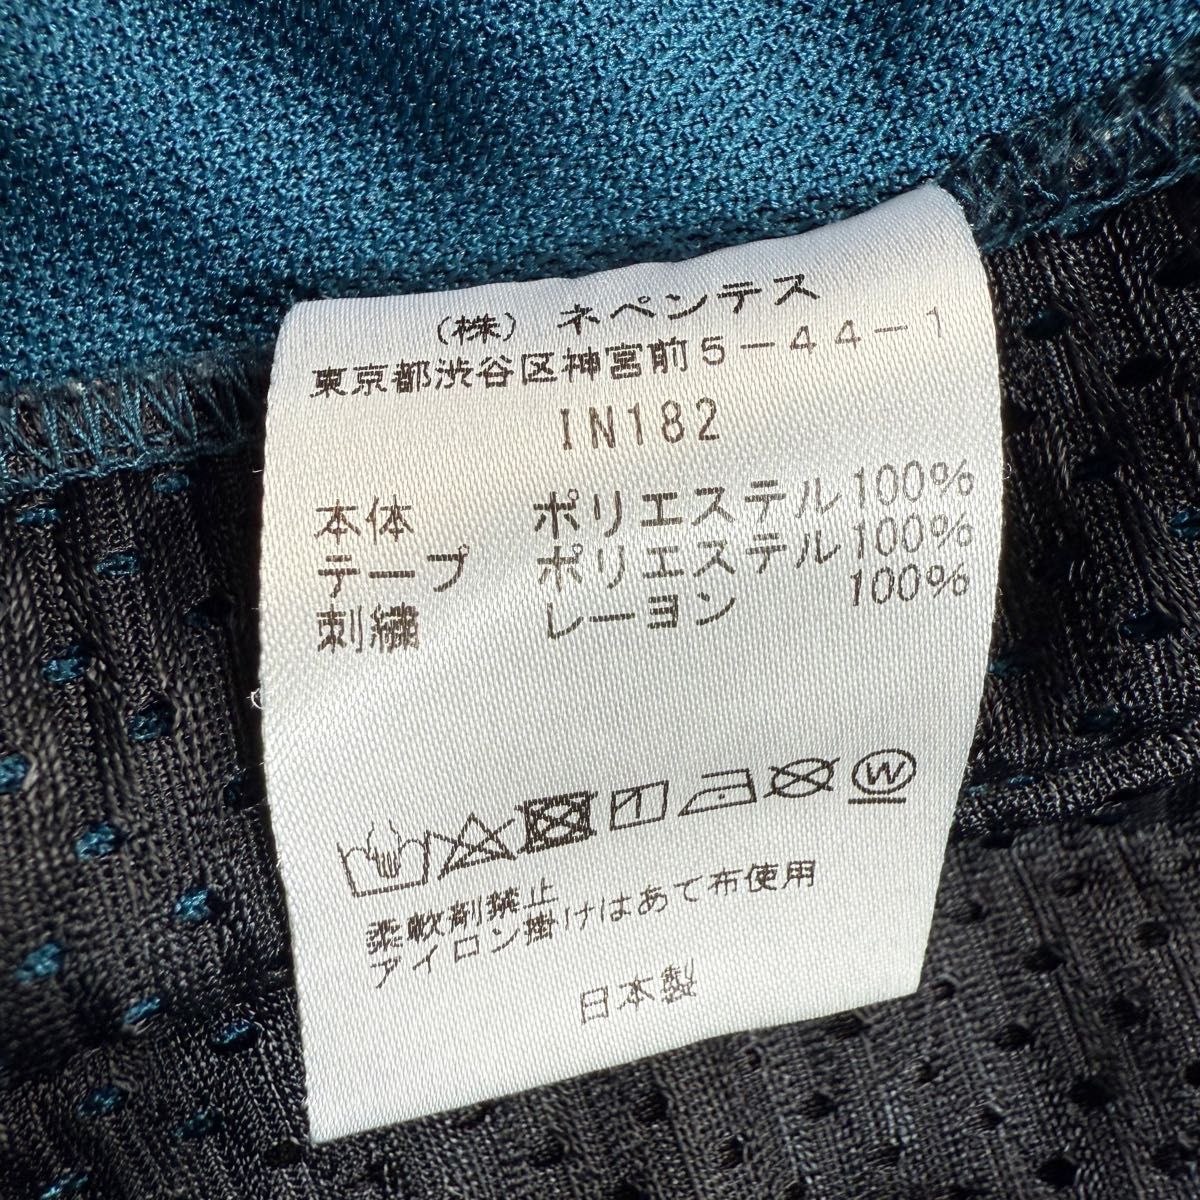 (株) ネペンテス
東京都渋谷区神宮前5-44-1
IN182
本体 ポリエステル100%
テープ ポリエステル100%
刺繍 レーヨン 100%
W
柔軟剤禁止
アイロン掛けはあて布使用
日本製